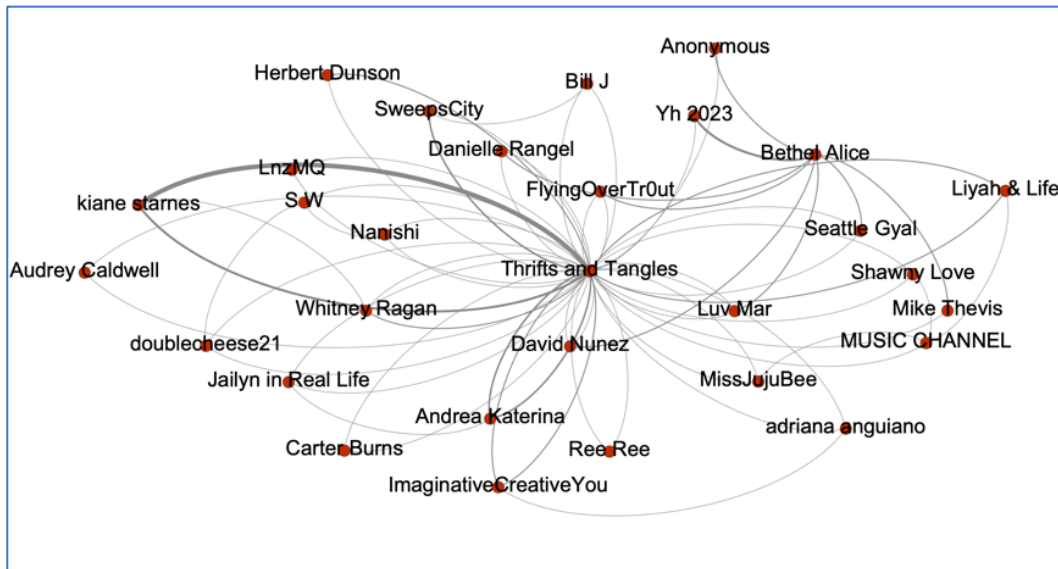 Anonymous
Herbert Dunson
Bill J
SweepsCity
Yh 2023
Danielle Rangel
Bethel Alice
LnzMQ
FlyingOverTr0ut
Liyah & Life
kiane starnes
S W
Nanishi
Seattle Gyal
Audrey Caldwell
Thrifts and Tangles
Shawny Love
Whitney Ragan
Luv Mar
Mike Thevis
doublecheese21
David Nunez
MUSIC CHANNEL
Jailyn in Real Life
MissJujuBee
Andrea Katerina
adriana anguiano
Carter Burns
Ree Ree
ImaginativeCreativeYou